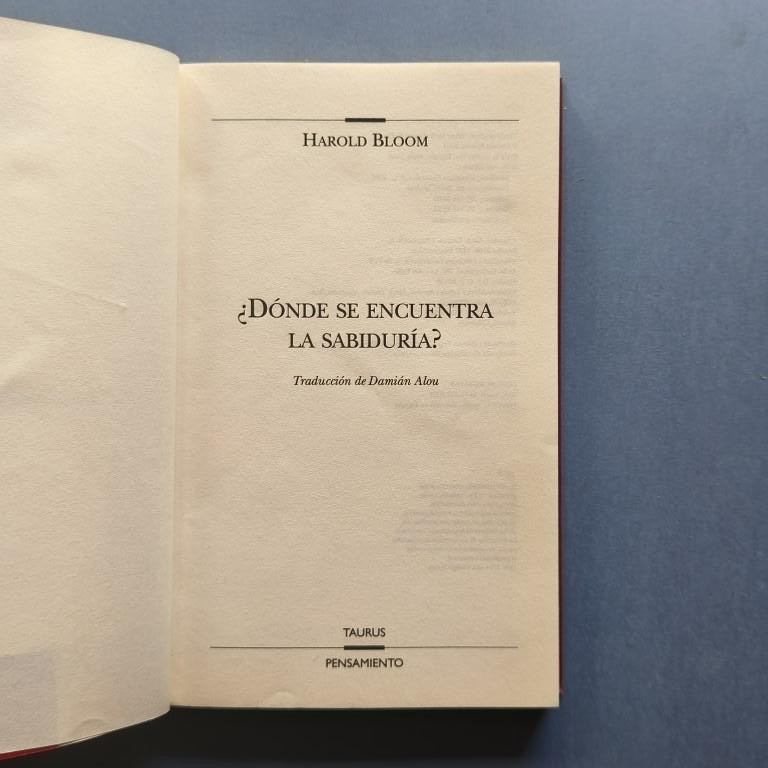 Harold Bloom
¿Dónde se encuentra
la sabiduría?
Traducción de Damián Alou
TAURUS
PENSAMIENTO